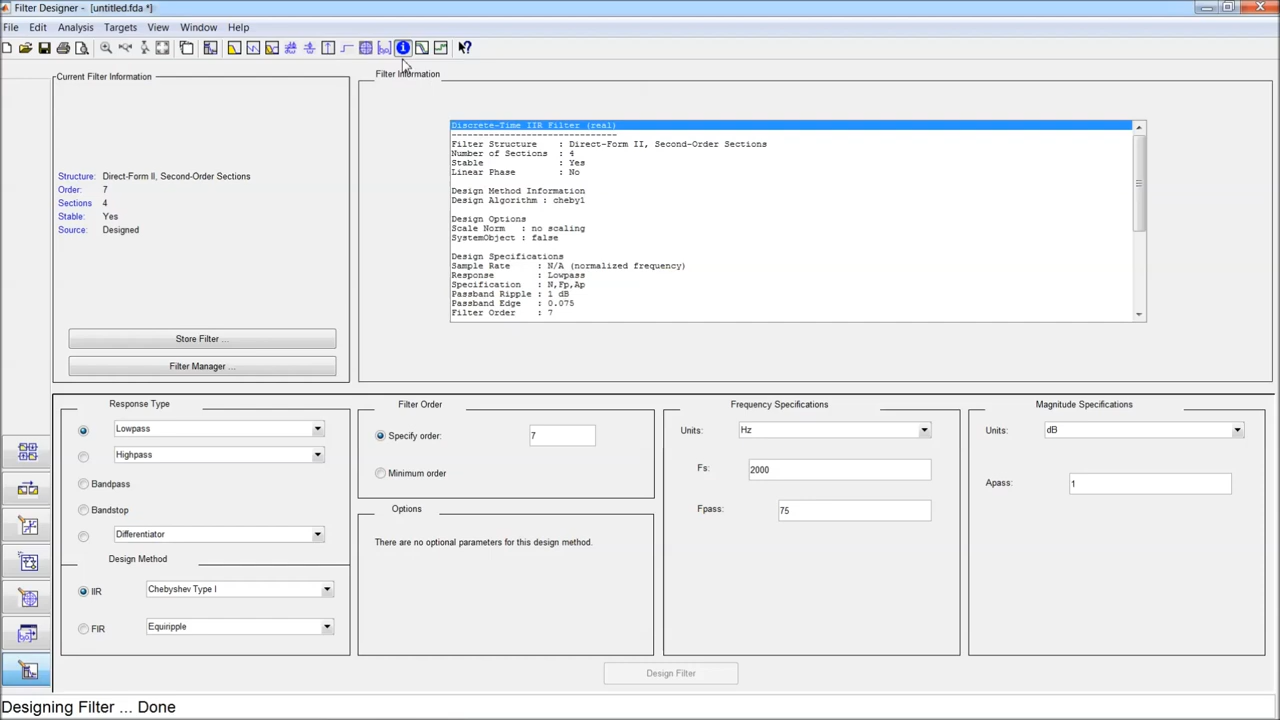 Filter Designer - [untitled.fda *]
File Edit Analysis Targets View Window Help
Current Filter Information
Structure: Direct-Form II, Second-Order Sections
Order: 7
Sections 4
Stable: Yes
Source: Designed
Store Filter ...
Filter Manager ...
Filter Information
Discrete-Time IIR Filter (real)
-------------------------------
Filter Structure : Direct-Form II, Second-Order Sections
Number of Sections : 4
Stable : Yes
Linear Phase : No
Design Method Information
Design Algorithm : cheby1
Design Options
Scale Norm : no scaling
SystemObject : false
Design Specifications
Sample Rate : N/A (normalized frequency)
Response : Lowpass
Specification : N,Fp,Ap
Passband Ripple : 1 dB
Passband Edge : 0.075
Filter Order : 7
Response Type
Lowpass
Highpass
Bandpass
Bandstop
Differentiator
Design Method
IIR Chebyshev Type I
FIR Equiripple
Filter Order
Specify order: 7
Minimum order
Options
There are no optional parameters for this design method.
Frequency Specifications
Units: Hz
Fs: 2000
Fpass: 75
Magnitude Specifications
Units: dB
Apass: 1
Design Filter
Designing Filter ... Done